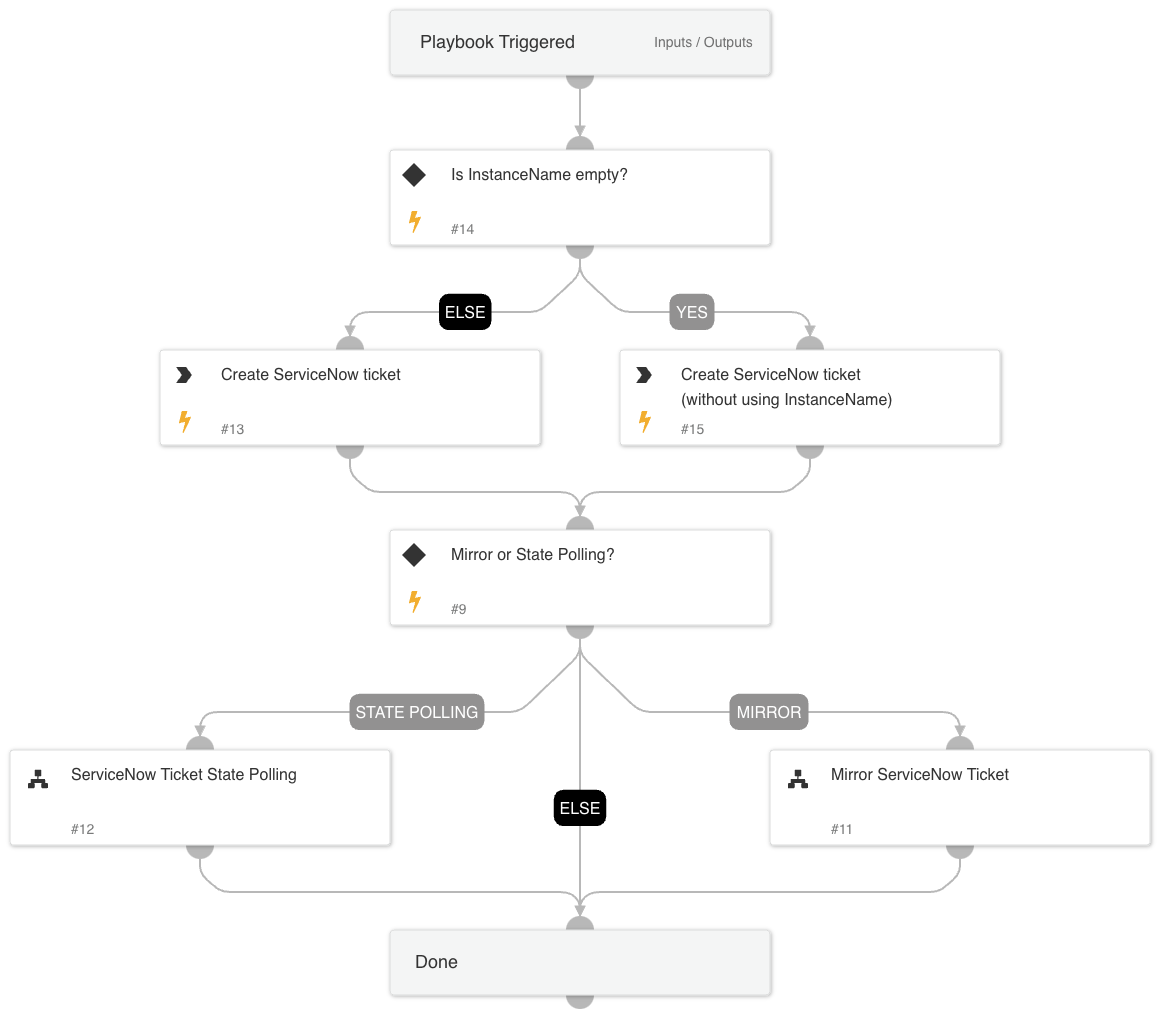 Playbook Triggered
Inputs / Outputs
Is InstanceName empty?
#14
ELSE
YES
Create ServiceNow ticket
#13
Create ServiceNow ticket
(without using InstanceName)
#15
Mirror or State Polling?
#9
STATE POLLING
MIRROR
ServiceNow Ticket State Polling
#12
ELSE
Mirror ServiceNow Ticket
#11
Done